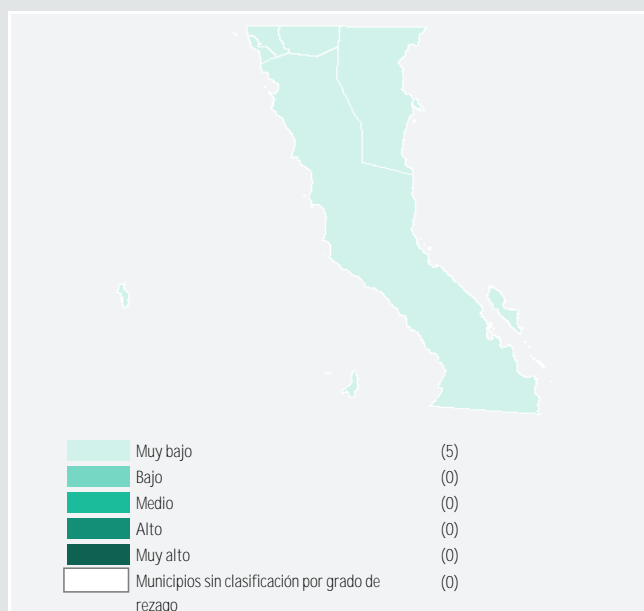 Muy bajo (5)
Bajo (0)
Medio (0)
Alto (0)
Muy alto (0)
Municipios sin clasificación por grado de (0)
rezago